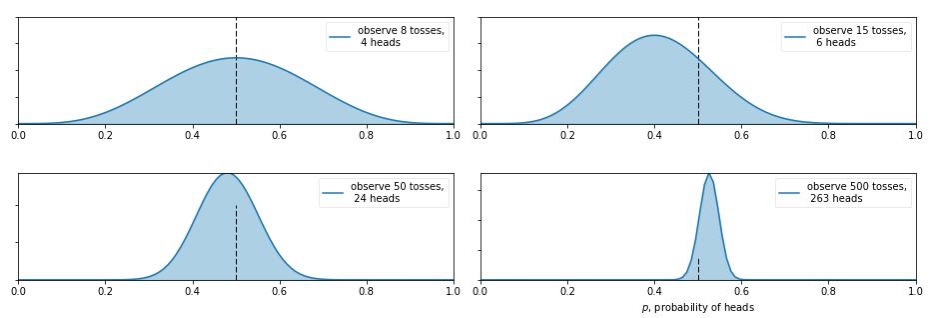 observe 8 tosses,
4 heads
0.0 0.2 0.4 0.6 0.8 1.0
observe 15 tosses,
6 heads
0.2 0.4 0.6 0.8 1.0
observe 50 tosses,
24 heads
0.0 0.2 0.4 0.6 0.8 1.0
observe 500 tosses,
263 heads
0.0 0.2 0.4 0.6 0.8 1.0
p, probability of heads